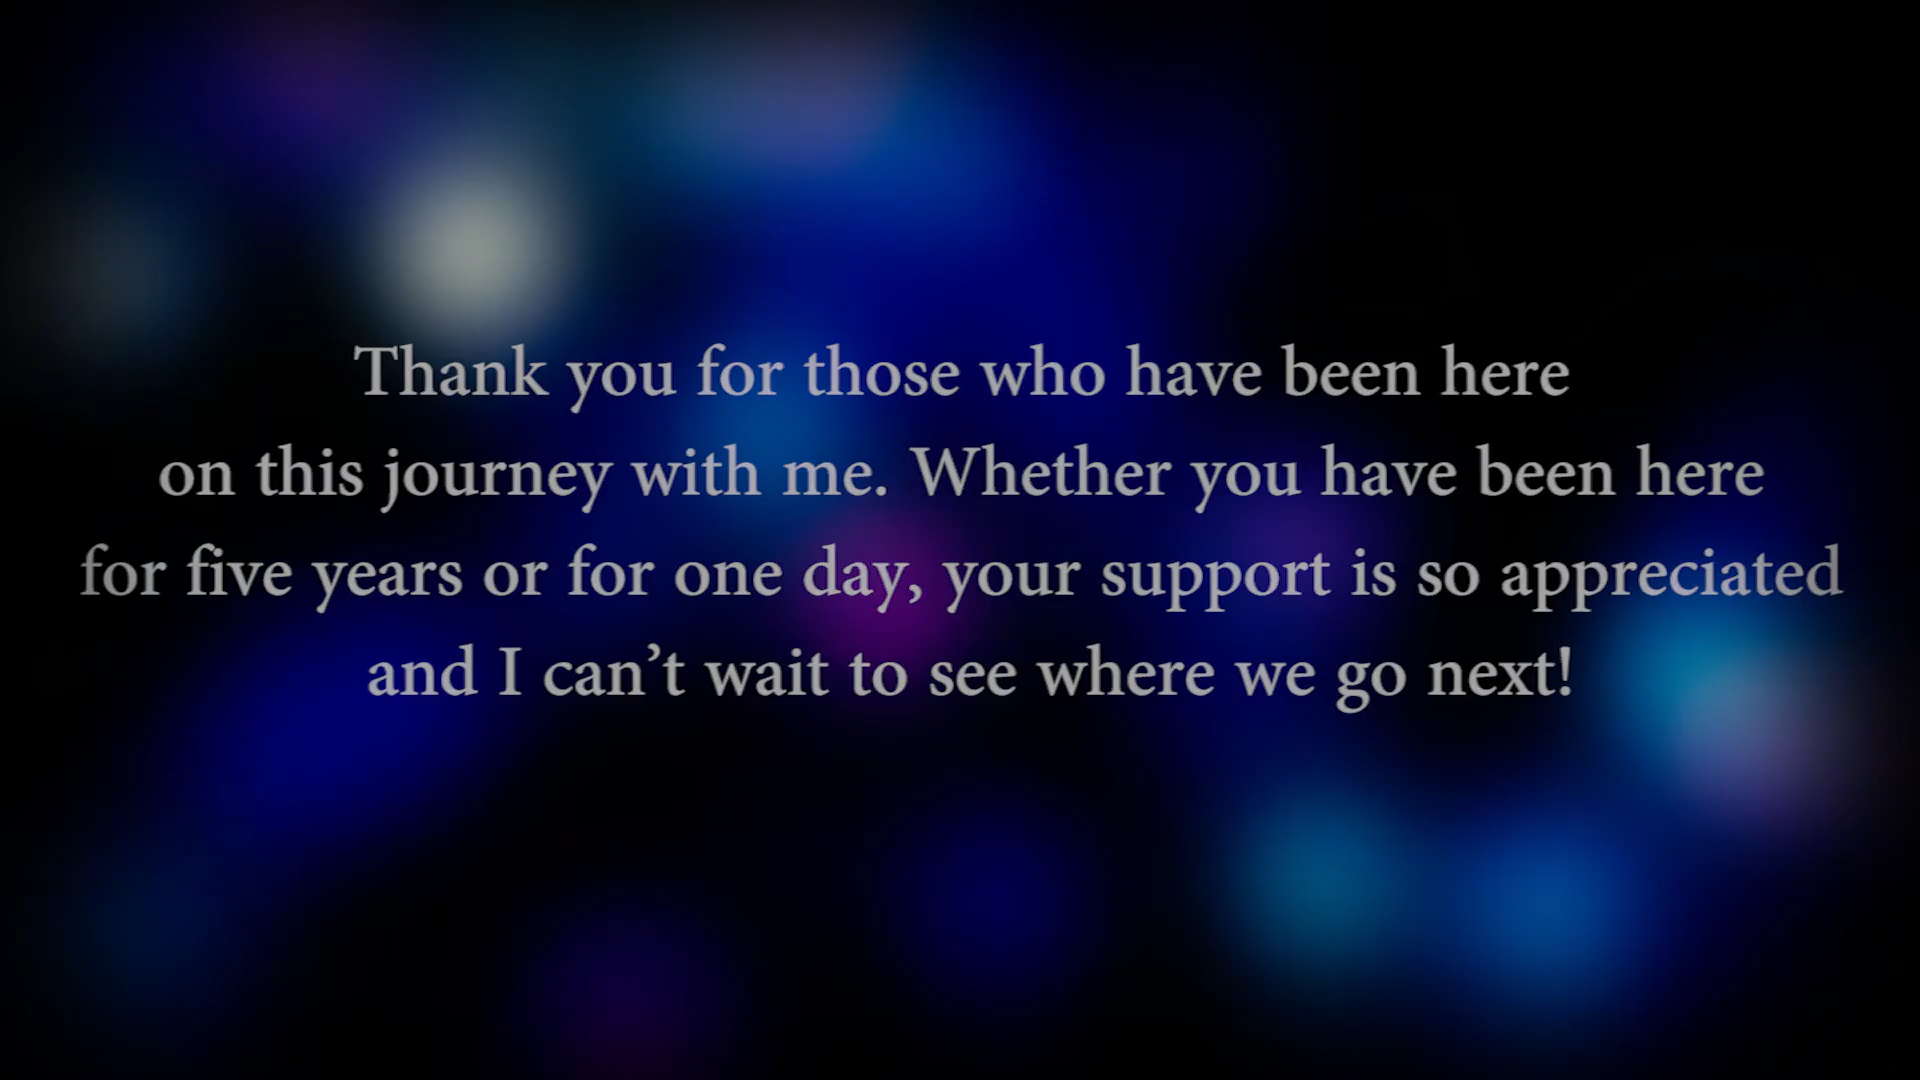 Thank you for those who have been here
on this journey with me. Whether you have been here
for five years or for one day, your support is so appreciated
and I can’t wait to see where we go next!